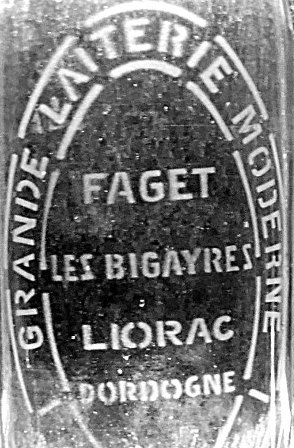 GRANDE LAITERIE MODERNE
FAGET
LES BIGAYRES
LIORAC
DORDOGNE